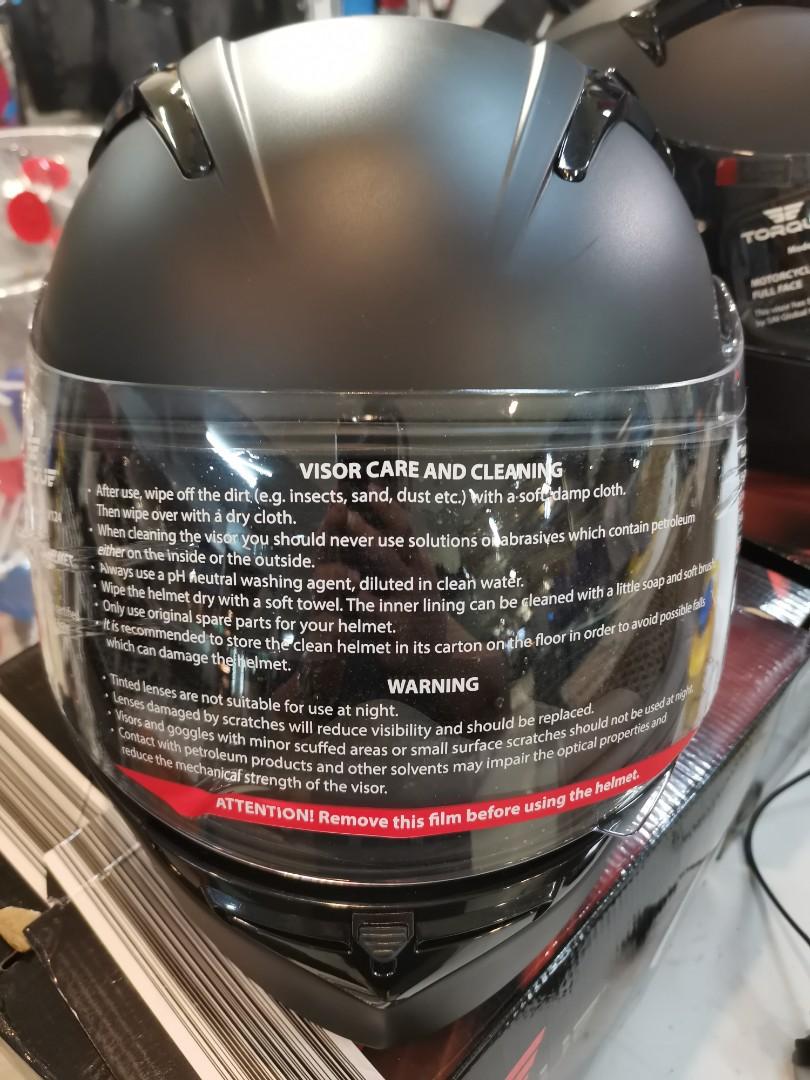 TORQU
MOTORCYCL
FULL FACE
VISOR CARE AND CLEANING
· After use, wipe off the dirt (e.g. insects, sand, dust etc.) with a soft damp cloth.
Then wipe over with a dry cloth.
· When cleaning the visor you should never use solutions or abrasives which contain petroleum
either on the inside or the outside.
· Always use a pH neutral washing agent, diluted in clean water.
· Wipe the helmet dry with a soft towel. The inner lining can be cleaned with a little soap and soft brush
· Only use original spare parts for your helmet.
· It is recommended to store the clean helmet in its carton on the floor in order to avoid possible falls
which can damage the helmet.
WARNING
· Tinted lenses are not suitable for use at night.
· Lenses damaged by scratches will reduce visibility and should be replaced.
· Visors and goggles with minor scuffed areas or small surface scratches should not be used at night.
· Contact with petroleum products and other solvents may impair the optical properties and
reduce the mechanical strength of the visor.
ATTENTION! Remove this film before using the helmet.